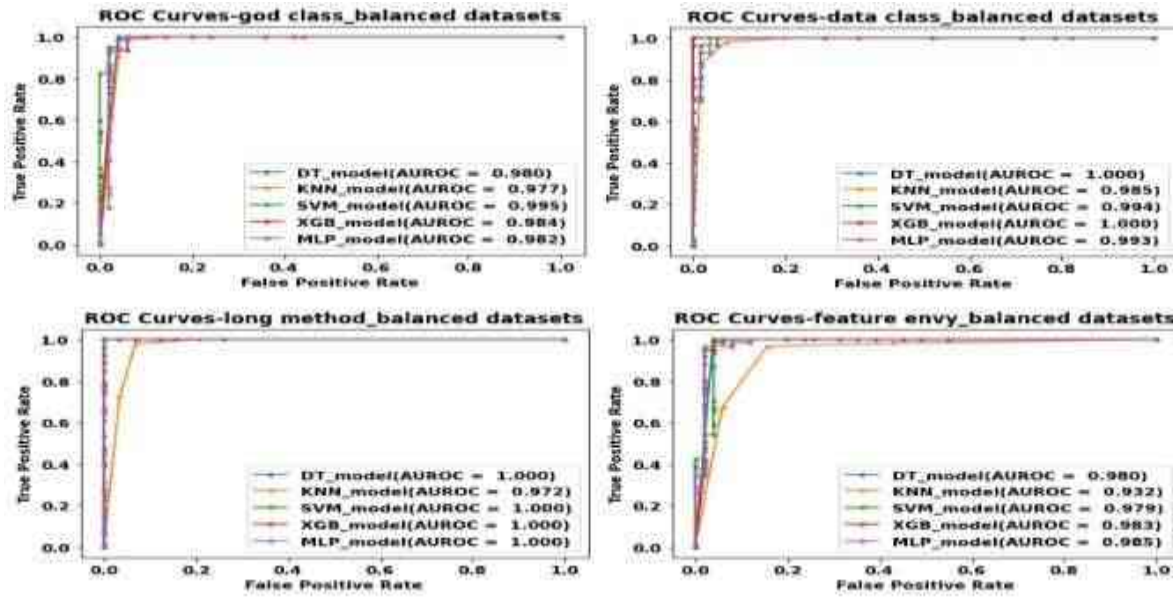 ROC Curves-god class_balanced datasets
True Positive Rate
1.0
0.8
0.6
0.4
0.2
0.0
DT_model(AUROC = 0.980)
KNN_model(AUROC = 0.977)
SVM_model(AUROC = 0.995)
XGB_model(AUROC = 0.984)
MLP_model(AUROC = 0.982)
0.0 0.2 0.4 0.6 0.8 1.0
False Positive Rate
ROC Curves-data class_balanced datasets
True Positive Rate
1.0
0.8
0.6
0.4
0.2
0.0
DT_model(AUROC = 1.000)
KNN_model(AUROC = 0.985)
SVM_model(AUROC = 0.994)
XGB_model(AUROC = 1.000)
MLP_model(AUROC = 0.993)
0.0 0.2 0.4 0.6 0.8 1.0
False Positive Rate
ROC Curves-long method_balanced datasets
True Positive Rate
1.0
0.8
0.6
0.4
0.2
0.0
DT_model(AUROC = 1.000)
KNN_model(AUROC = 0.972)
SVM_model(AUROC = 1.000)
XGB_model(AUROC = 1.000)
MLP_model(AUROC = 1.000)
0.0 0.2 0.4 0.6 0.8 1.0
False Positive Rate
ROC Curves-feature envy_balanced datasets
True Positive Rate
1.0
0.8
0.6
0.4
0.2
0.0
DT_model(AUROC = 0.980)
KNN_model(AUROC = 0.932)
SVM_model(AUROC = 0.979)
XGB_model(AUROC = 0.983)
MLP_model(AUROC = 0.985)
0.0 0.2 0.4 0.6 0.8 1.0
False Positive Rate